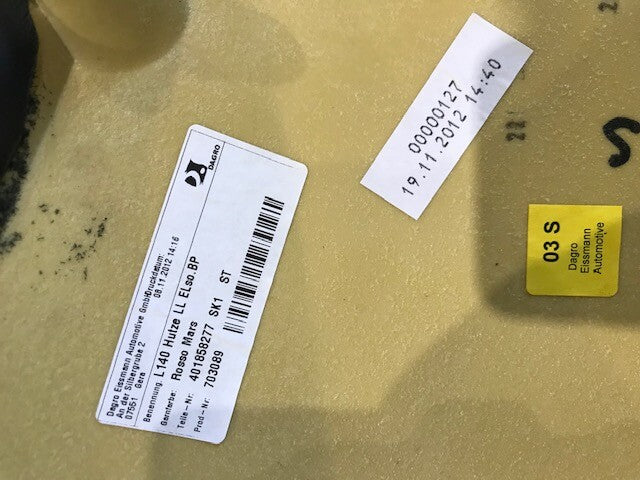 DAGRO
Dagro Eissmann Automotive GmbH
An der Silbergrube 2
07551 Gera
Druckdatum:
08.11.2012 14:16
Benennung: L140 Hutze LL ELso.BP
Garnfarbe: Rosso Mars
Teile-Nr: 401858277 SK1 ST
Prod-Nr: 703089
00000127
19.11.2012 14:40
03 S
Dagro
Eissmann
Automotive
S